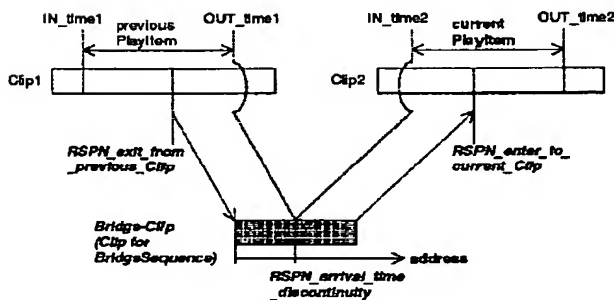 IN_time1
previous
PlayItem
OUT_time1
IN_time2
current
PlayItem
OUT_time2
Clip1
Clip2
RSPN_exit_from
_previous_Clip
RSPN_enter_to_
current_Clip
Bridge-Clip
(Clip for
BridgeSequence)
address
RSPN_arrival_time
_discontinuity